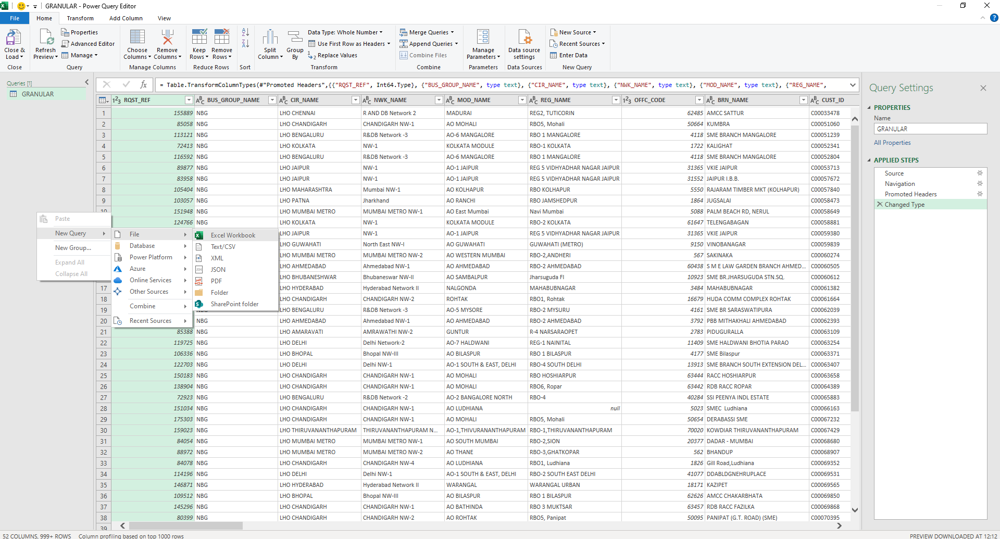 GRANULAR - Power Query Editor
File Home Transform Add Column View
Close & Load
Close
Refresh Preview
Properties
Advanced Editor
Manage
Query
Choose Columns
Remove Columns
Manage Columns
Keep Rows
Remove Rows
Reduce Rows
Sort
Split Column
Group By
Data Type: Whole Number
Use First Row as Headers
Replace Values
Transform
Merge Queries
Append Queries
Combine Files
Combine
Manage Parameters
Parameters
Data source settings
Data Sources
New Source
Recent Sources
Enter Data
New Query
Queries [1]
GRANULAR
fx
= Table.TransformColumnTypes(#"Promoted Headers",{{"RQST_REF", Int64.Type}, {"BUS_GROUP_NAME", type text}, {"CIR_NAME", type text}, {"NWK_NAME", type text}, {"MOD_NAME", type text}, {"REG_NAME",
RQST_REF BUS_GROUP_NAME CIR_NAME NWK_NAME MOD_NAME REG_NAME OFFC_CODE BRN_NAME CUST_ID
1 155889 NBG LHO CHENNAI R AND DB Network 2 MADURAI REG2, TUTICORIN 62485 AMCC SATTUR C00033478
2 85058 NBG LHO CHANDIGARH CHANDIGARH NW-1 AO MOHALI RBO5, Mohali 50664 KUMBRA C00051060
3 113121 NBG LHO BENGALURU R&DB Network -3 AO-6 MANGALORE RBO 1 MANGALORE 4118 SME BRANCH MANGALORE C00051239
4 72413 NBG LHO KOLKATA NW-1 KOLKATA MODULE RBO-1 KOLKATA 1722 KALIGHAT C00052341
5 116592 NBG LHO BENGALURU R&DB Network -3 AO-6 MANGALORE RBO 1 MANGALORE 4118 SME BRANCH MANGALORE C00052804
6 89877 NBG LHO JAIPUR NW-1 AO-1 JAIPUR REG 5 VIDHYADHAR NAGAR JAIPUR 31365 VKIE JAIPUR C00053713
7 83958 NBG LHO JAIPUR NW-1 AO-1 JAIPUR REG 5 VIDHYADHAR NAGAR JAIPUR 31552 JAIPUR I.B.B. C00057672
8 105404 NBG LHO MAHARASHTRA Mumbai NW-1 AO KOLHAPUR RBO KOLHAPUR 5550 RAJARAM TIMBER MKT (KOLHAPUR) C00057840
9 103057 NBG LHO PATNA Jharkhand AO RANCHI RBO JAMSHEDPUR 1864 JUGSALAI C00058473
10 151948 NBG LHO MUMBAI METRO MUMBAI METRO NW-1 AO East Mumbai Navi Mumbai 5088 PALM BEACH RD, NERUL C00058649
124766 NBG LHO KOLKATA NW-1 KOLKATA MODULE RBO-2 KOLKATA 61647 TELENGABAGAN C00058881
LHO JAIPUR NW-1 AO-1 JAIPUR REG 5 VIDHYADHAR NAGAR JAIPUR 31365 VKIE JAIPUR C00059380
LHO GUWAHATI North East NW-I AO GUWAHATI GUWAHATI (METRO) 9150 VINOBANAGAR C00059839
LHO MUMBAI METRO MUMBAI METRO NW-2 AO WESTERN MUMBAI RBO-2,ANDHERI 567 SAKINAKA C00060274
LHO AHMEDABAD Ahmedabad NW-1 AO AHMEDABAD RBO-2 AHMEDABAD 60438 S M E LAW GARDEN BRANCH AHMED... C00060505
LHO BHUBANESHWAR Bhubaneswar NW-II AO SAMBALPUR Jharsuguda FI 10923 SME BR.JHARSUGUDA STN.SQ. C00060612
17 LHO HYDERABAD Hyderabad Network II NALGONDA MAHABUBNAGAR 3484 MAHABUBNAGAR C00061382
18 LHO CHANDIGARH CHANDIGARH NW-2 ROHTAK RBO1, Rohtak 16679 HUDA COMM COMPLEX ROHTAK C00061664
19 LHO BENGALURU R&DB Network -3 AO-5 MYSORE RBO-2 MYSURU 4161 SME BR SARASWATIPURA C00062039
20 NBG LHO AHMEDABAD Ahmedabad NW-1 AO AHMEDABAD RBO-2 AHMEDABAD 3792 PBB MITHAKHALI AHMEDABAD C00062393
21 85388 NBG LHO AMARAVATI AMRAWATHI NW-2 GUNTUR R-4 NARSARAOPET 2783 PIDUGURALLA C00063109
22 119725 NBG LHO DELHI Delhi Network-2 AO-7 HALDWANI REG-1 NAINITAL 11409 SME HALDWANI BHOTIA PARAO C00063254
23 106336 NBG LHO BHOPAL Bhopal NW-III AO BILASPUR RBO 1 BILASPUR 4177 SME Bilaspur C00063371
24 122703 NBG LHO DELHI Delhi NW-1 AO-1 SOUTH & EAST, DELHI RBO-4 SOUTH DELHI 13913 SME BRANCH SOUTH EXTENSION DEL... C00063407
25 150183 NBG LHO CHANDIGARH CHANDIGARH NW-1 AO MOHALI RBO HOSHIARPUR 63444 RACC HOSHIARPUR C00063658
26 138904 NBG LHO CHANDIGARH CHANDIGARH NW-1 AO MOHALI RBO6, Ropar 63442 RDB RACC ROPAR C00064389
27 72923 NBG LHO BENGALURU R&DB Network -2 AO-2 BANGALORE NORTH RBO-4 40284 SSI PEENYA INDL ESTATE C00065883
28 151034 NBG LHO CHANDIGARH CHANDIGARH NW-1 AO LUDHIANA null 5023 SMEC Ludhiana C00066163
29 175303 NBG LHO CHANDIGARH CHANDIGARH NW-1 AO MOHALI RBO5, Mohali 50654 DERABASSI SME C00067232
30 159023 NBG LHO THIRUVANANTHAPURAM THIRUVANANTHAPURAM N... AO-1,THIVURANANTHAPURAM RBO-1,THIRUVANANTHAPURAM 70020 KOWDIAR THIRUVANANTHAPURAM C00067429
31 84054 NBG LHO MUMBAI METRO MUMBAI METRO NW-1 AO SOUTH MUMBAI RBO-2,SION 20377 DADAR - MUMBAI C00068680
32 88972 NBG LHO MUMBAI METRO MUMBAI METRO NW-2 AO THANE RBO-3,GHATKOPAR 562 BHANDUP C00068907
33 84078 NBG LHO CHANDIGARH CHANDIGARH NW-4 AO LUDHIANA RBO1, Ludhiana 1826 Gill Road,Ludhiana C00069352
34 114196 NBG LHO DELHI Delhi NW-1 AO-1 SOUTH & EAST, DELHI RBO-2 SOUTH EAST DELHI 41077 DDABLDGNEHRUPLACE C00069531
35 146871 NBG LHO HYDERABAD Hyderabad Network II WARANGAL WARANGAL URBAN 18171 KAZIPET C00069565
36 109512 NBG LHO BHOPAL Bhopal NW-III AO BILASPUR RBO 1 BILASPUR 62626 AMCC CHAKARBHATA C00069850
37 145296 NBG LHO CHANDIGARH CHANDIGARH NW-1 AO BATHINDA RBO 3 MUKTSAR 63457 RDB RACC FAZILKA C00069868
38 80399 NBG LHO CHANDIGARH CHANDIGARH NW-2 AO ROHTAK RBO5, Panipat 50095 PANIPAT (G.T. ROAD) (SME) C00070395
39
Paste
New Query
New Group...
Expand All
Collapse All
File
Database
Power Platform
Azure
Online Services
Other Sources
Combine
Recent Sources
Excel Workbook
Text/CSV
XML
JSON
PDF
Folder
SharePoint folder
Query Settings
PROPERTIES
Name
GRANULAR
All Properties
APPLIED STEPS
Source
Navigation
Promoted Headers
Changed Type
52 COLUMNS, 999+ ROWS Column profiling based on top 1000 rows
PREVIEW DOWNLOADED AT 12:12